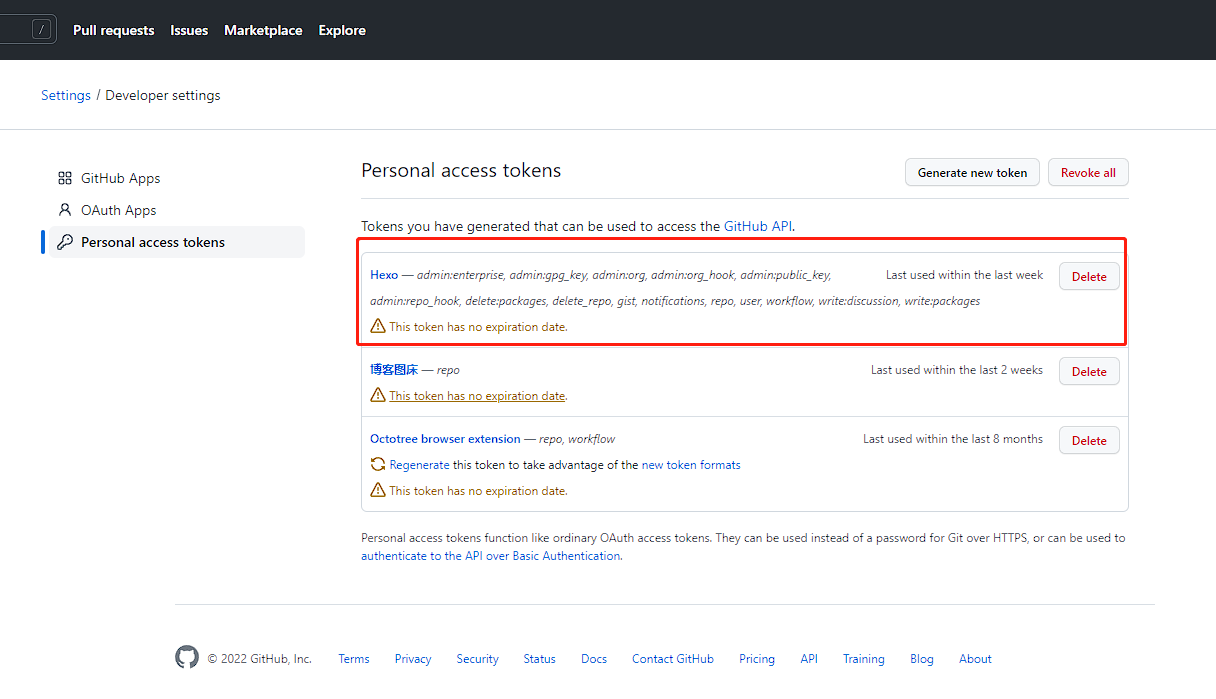 / Pull requests Issues Marketplace Explore
Settings / Developer settings
GitHub Apps
OAuth Apps
Personal access tokens
Personal access tokens Generate new token Revoke all
Tokens you have generated that can be used to access the GitHub API.
Hexo — admin:enterprise, admin:gpg_key, admin:org, admin:org_hook, admin:public_key, Last used within the last week Delete
admin:repo_hook, delete:packages, delete_repo, gist, notifications, repo, user, workflow, write:discussion, write:packages
This token has no expiration date.
博客图床 — repo Last used within the last 2 weeks Delete
This token has no expiration date.
Octotree browser extension — repo, workflow Last used within the last 8 months Delete
Regenerate this token to take advantage of the new token formats
This token has no expiration date.
Personal access tokens function like ordinary OAuth access tokens. They can be used instead of a password for Git over HTTPS, or can be used to
authenticate to the API over Basic Authentication.
© 2022 GitHub, Inc. Terms Privacy Security Status Docs Contact GitHub Pricing API Training Blog About